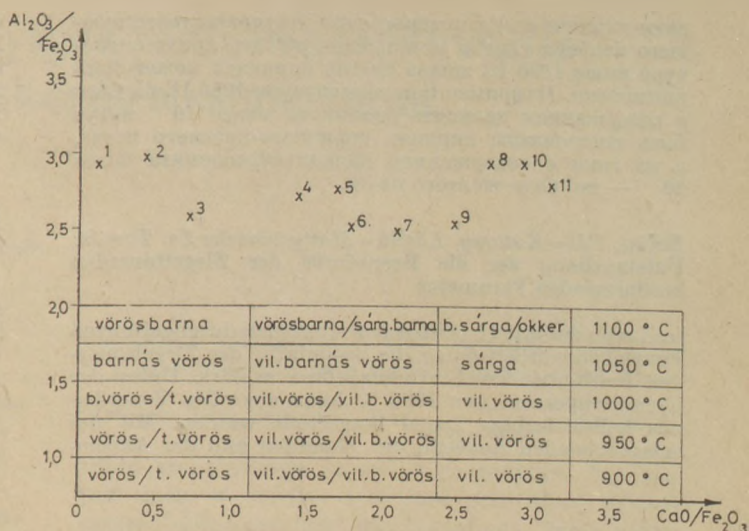 Al₂O₃/
Fe₂O₃
3,5
3,0
x1 x2 x8 x10
x4 x5 x11
x3
2,5 x6 x7 x9
2,0
vörösbarna vörösbarna/sárg.barna b.sárga/okker 1100 ° C
barnás vörös vil.barnás vörös sárga 1050 ° C
1,5
b.vörös/t.vörös vil.vörös/vil.b.vörös vil. vörös 1000 ° C
vörös /t.vörös vil.vörös/vil.b.vörös vil. vörös 950 ° C
1,0
vörös/t. vörös vil.vörös/vil.b.vörös vil. vörös 900 ° C
0 0,5 1,0 1,5 2,0 2,5 3,0 3,5 CaO/Fe₂O₃